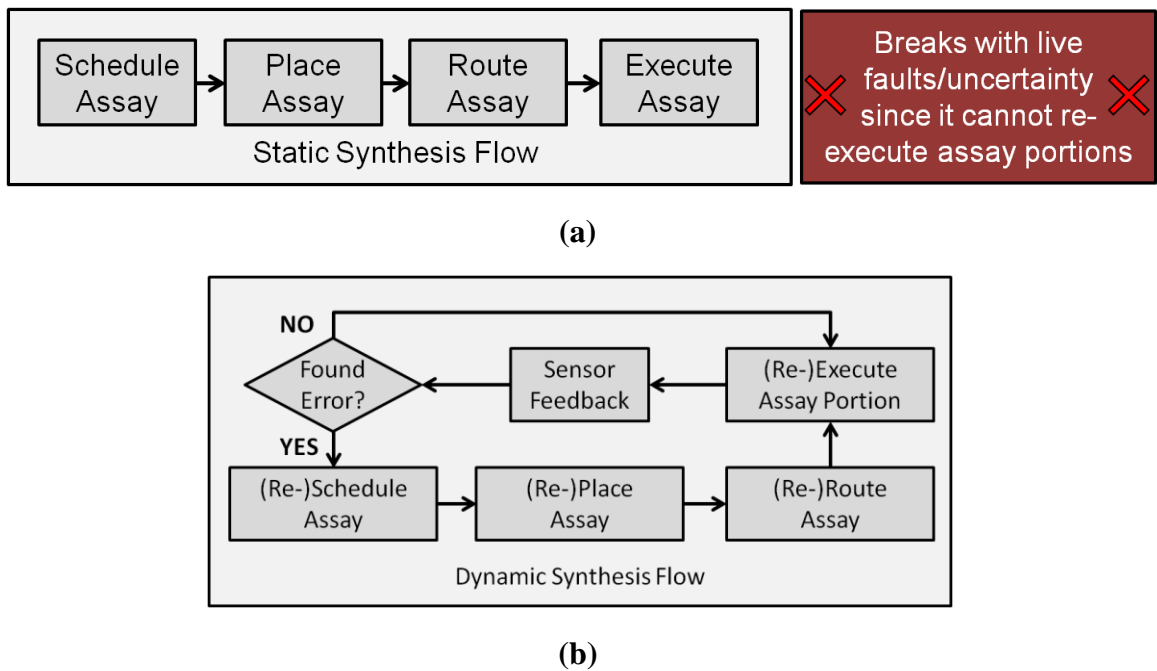 Schedule
Assay
Place
Assay
Route
Assay
Execute
Assay
Static Synthesis Flow
Breaks with live
faults/uncertainty
since it cannot re-
execute assay portions
(a)
NO
Found
Error?
Sensor
Feedback
(Re-)Execute
Assay Portion
YES
(Re-)Schedule
Assay
(Re-)Place
Assay
(Re-)Route
Assay
Dynamic Synthesis Flow
(b)